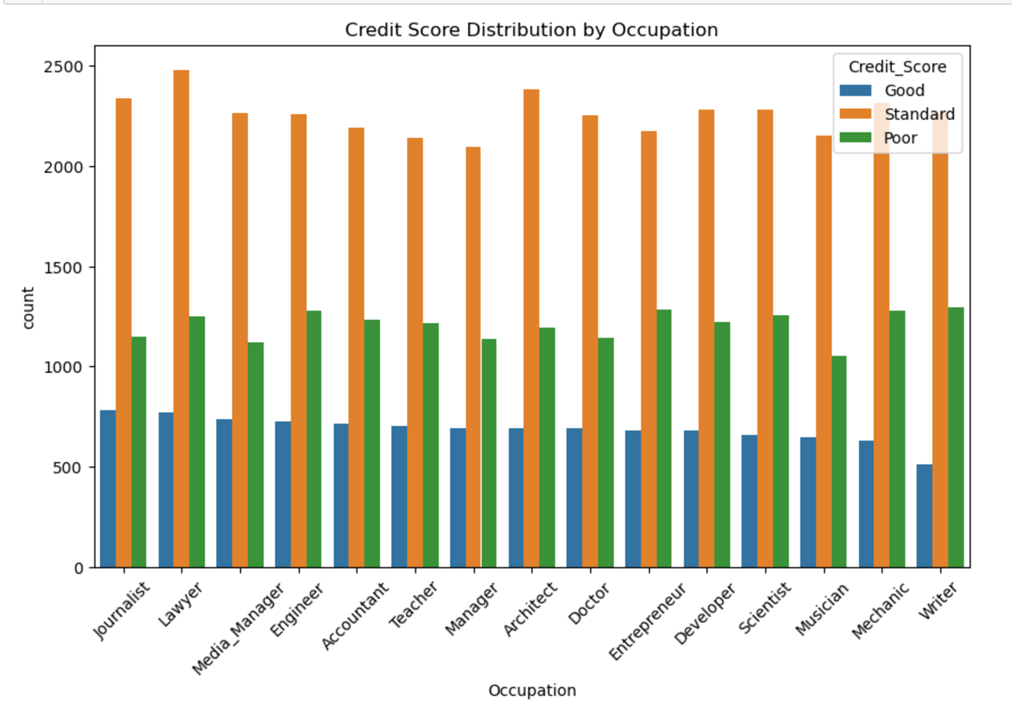 Credit Score Distribution by Occupation
Credit_Score
Good
Standard
Poor
2500
2000
1500
1000
500
0
count
Journalist
Lawyer
Media_Manager
Engineer
Accountant
Teacher
Manager
Architect
Doctor
Entrepreneur
Developer
Scientist
Musician
Mechanic
Writer
Occupation